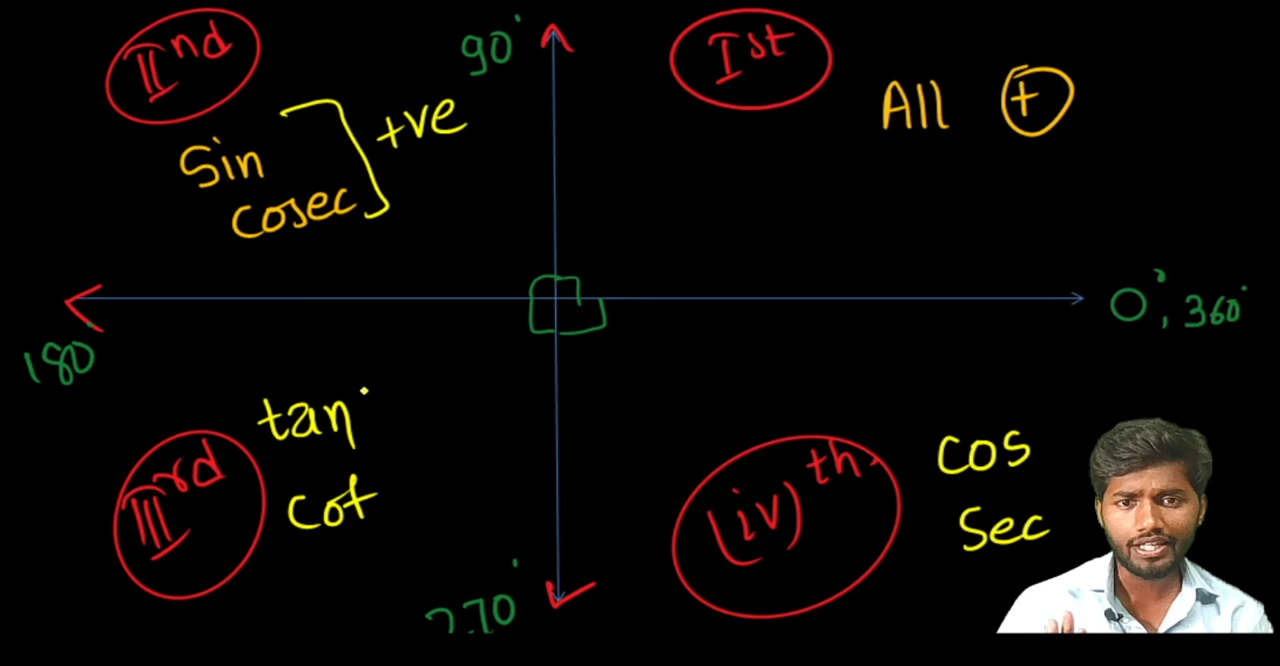 IInd
90°
Ist
All +
Sin
cosec
+ve
0°, 360°
180
tan
cot
IIIrd
(iv)th
cos
Sec
270°